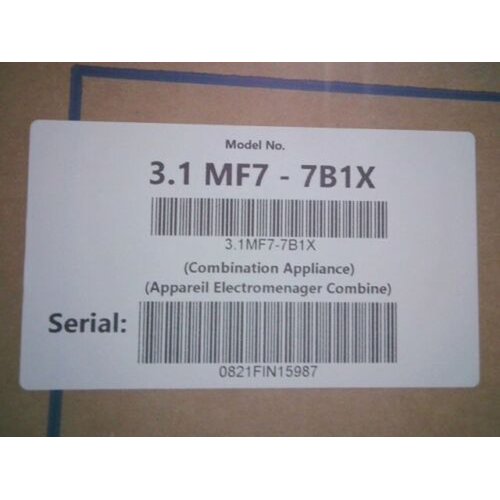 Model No.
3.1 MF7 - 7B1X
3.1MF7-7B1X
(Combination Appliance)
(Appareil Electromenager Combine)
Serial:
0821FIN15987